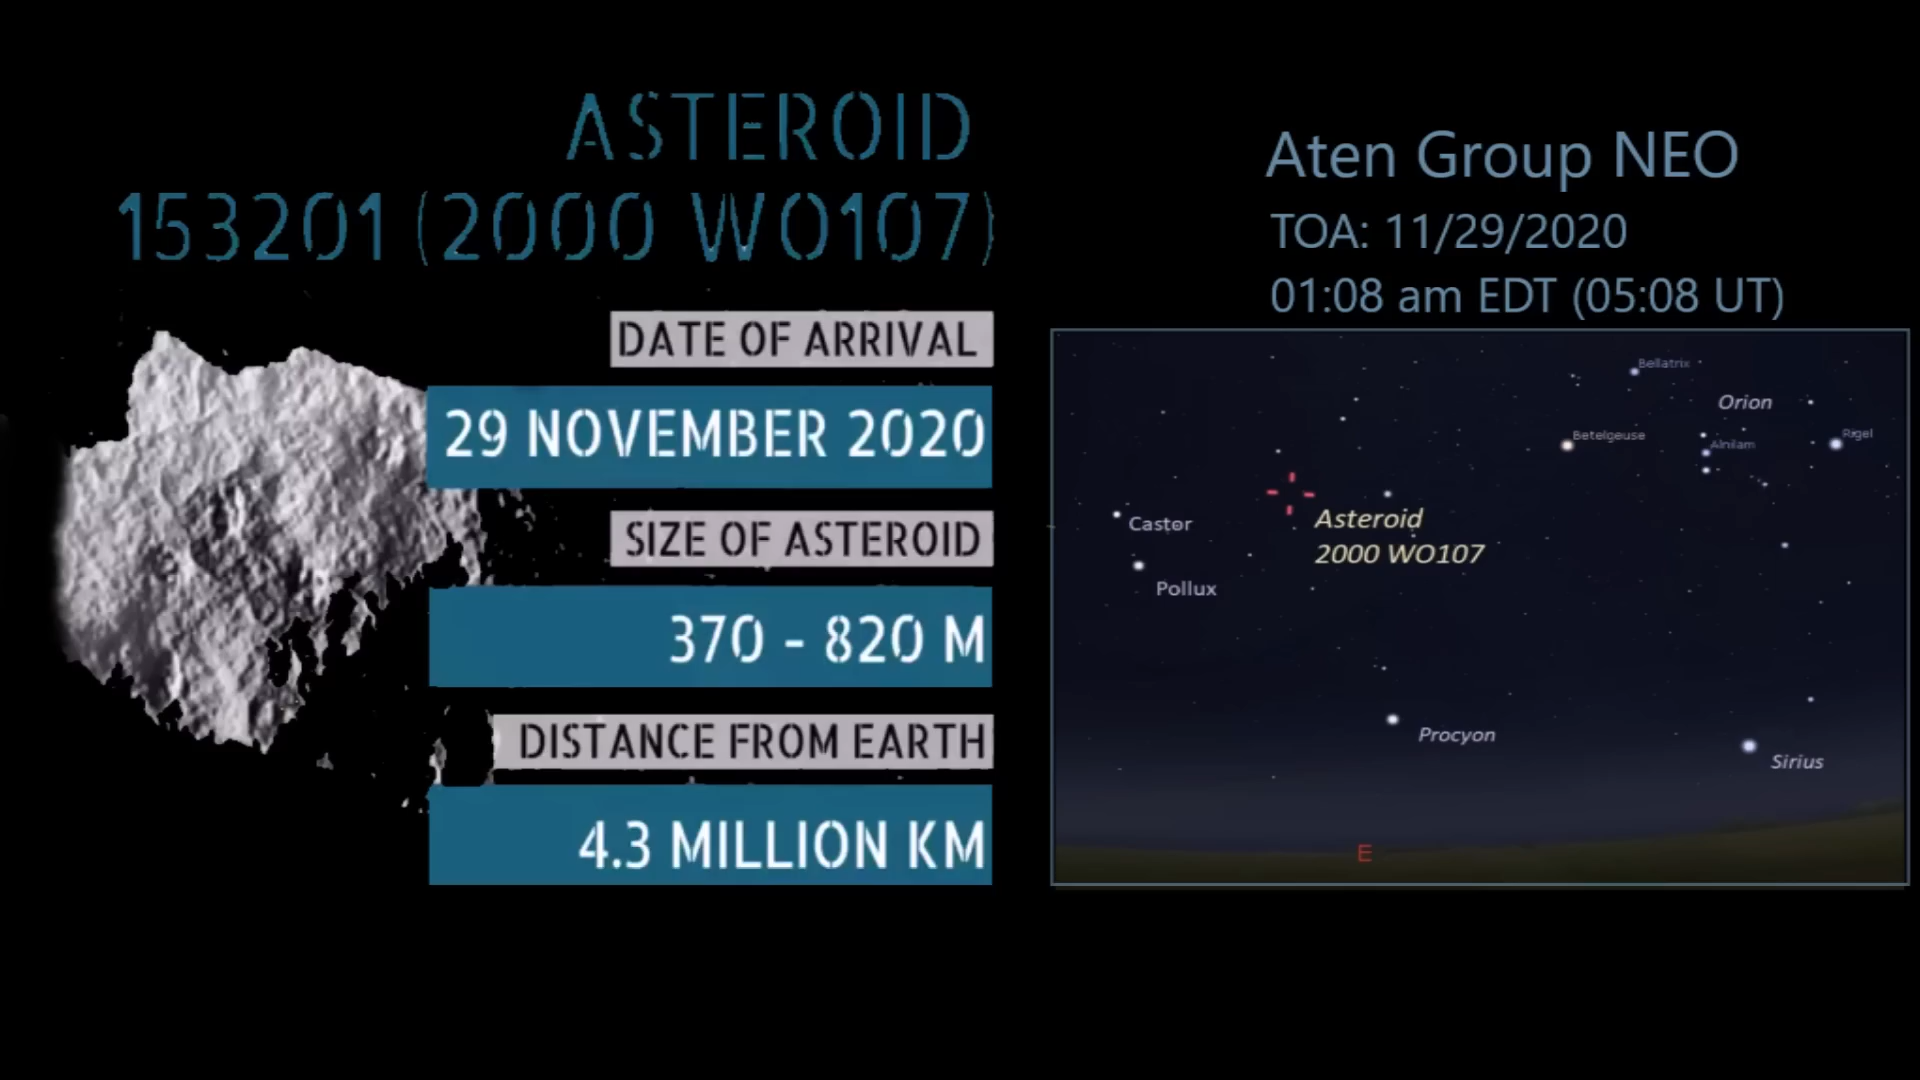 ASTEROID
153201 (2000 WO107)
DATE OF ARRIVAL
29 NOVEMBER 2020
SIZE OF ASTEROID
370 - 820 M
DISTANCE FROM EARTH
4.3 MILLION KM
Aten Group NEO
TOA: 11/29/2020
01:08 am EDT (05:08 UT)
Bellatrix
Orion
Betelgeuse
Alnilam
Rigel
Castor
Asteroid
2000 WO107
Pollux
Procyon
Sirius
E